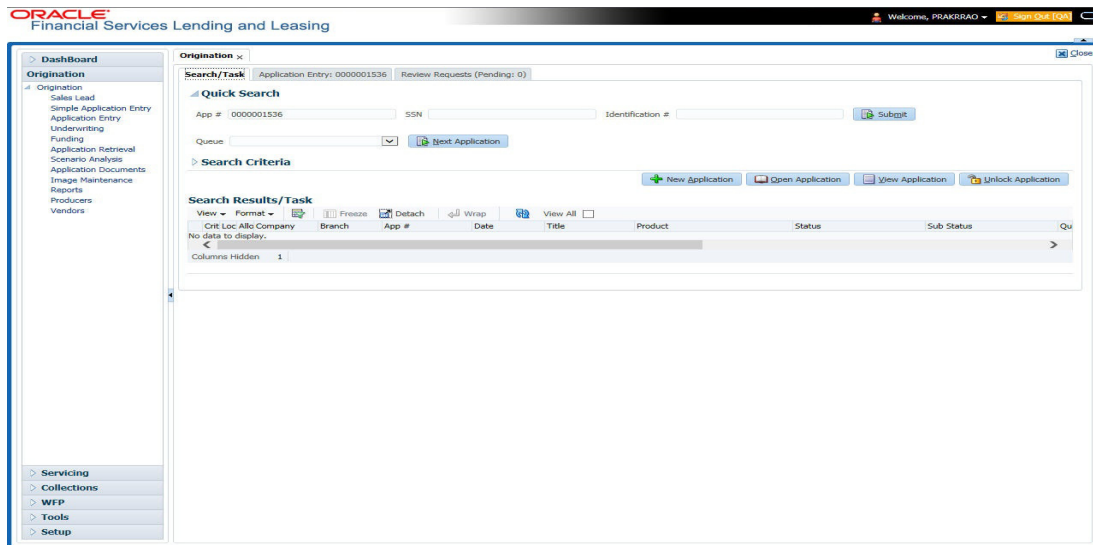 ORACLE
Financial Services Lending and Leasing
Welcome, PRAKRRAO
Sign Out [QA]
DashBoard
Origination
Origination
Sales Lead
Simple Application Entry
Application Entry
Underwriting
Funding
Application Retrieval
Scenario Analysis
Application Documents
Image Maintenance
Reports
Producers
Vendors
Servicing
Collections
WFP
Tools
Setup
Origination
Close
Search/Task Application Entry: 0000001536 Review Requests (Pending: 0)
Quick Search
App # 0000001536 SSN Identification # Submit
Queue Next Application
Search Criteria
New Application Open Application View Application Unlock Application
Search Results/Task
View Format Freeze Detach Wrap View All
Crit Loc Allo Company Branch App # Date Title Product Status Sub Status Qu
No data to display.
Columns Hidden 1